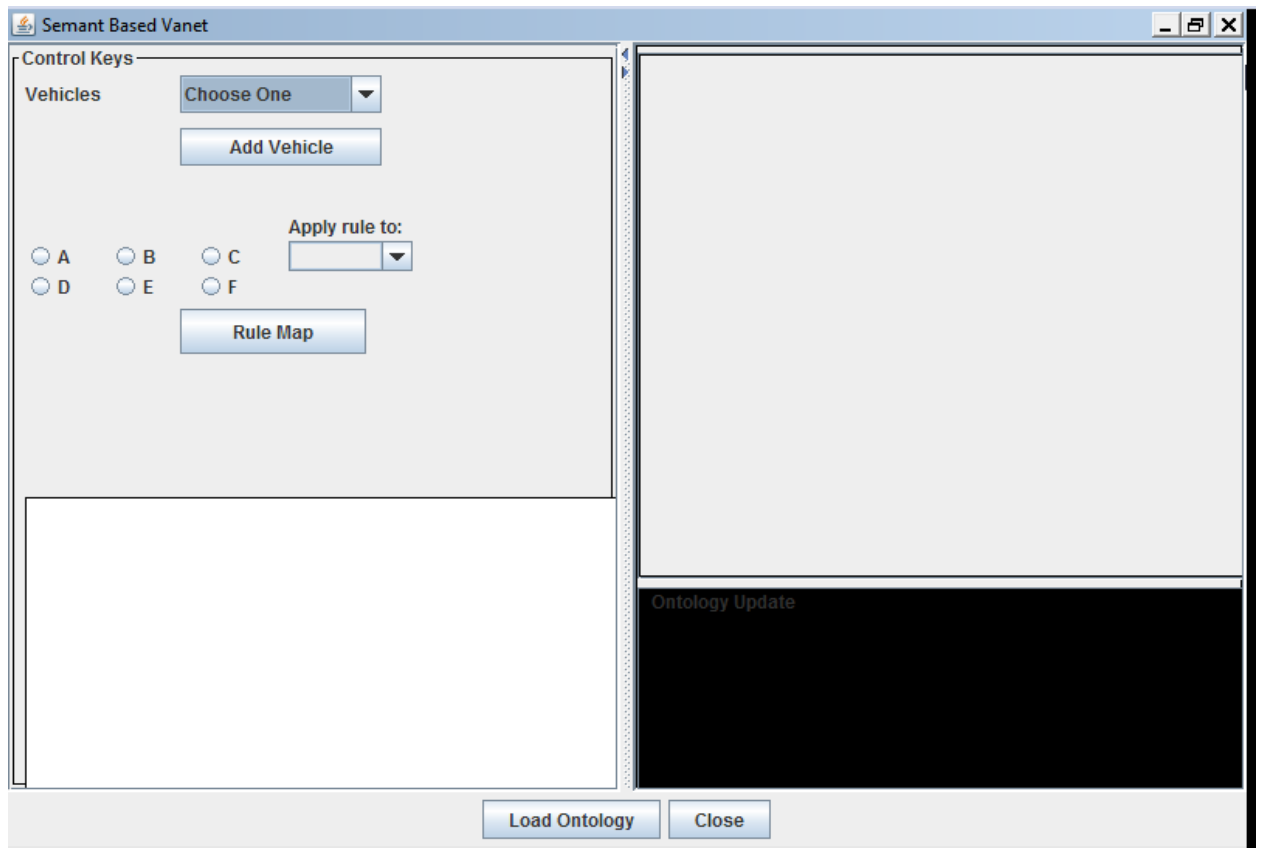 Semant Based Vanet
Control Keys
Vehicles Choose One
Add Vehicle
Apply rule to:
A B C
D E F
Rule Map
Ontology Update
Load Ontology Close